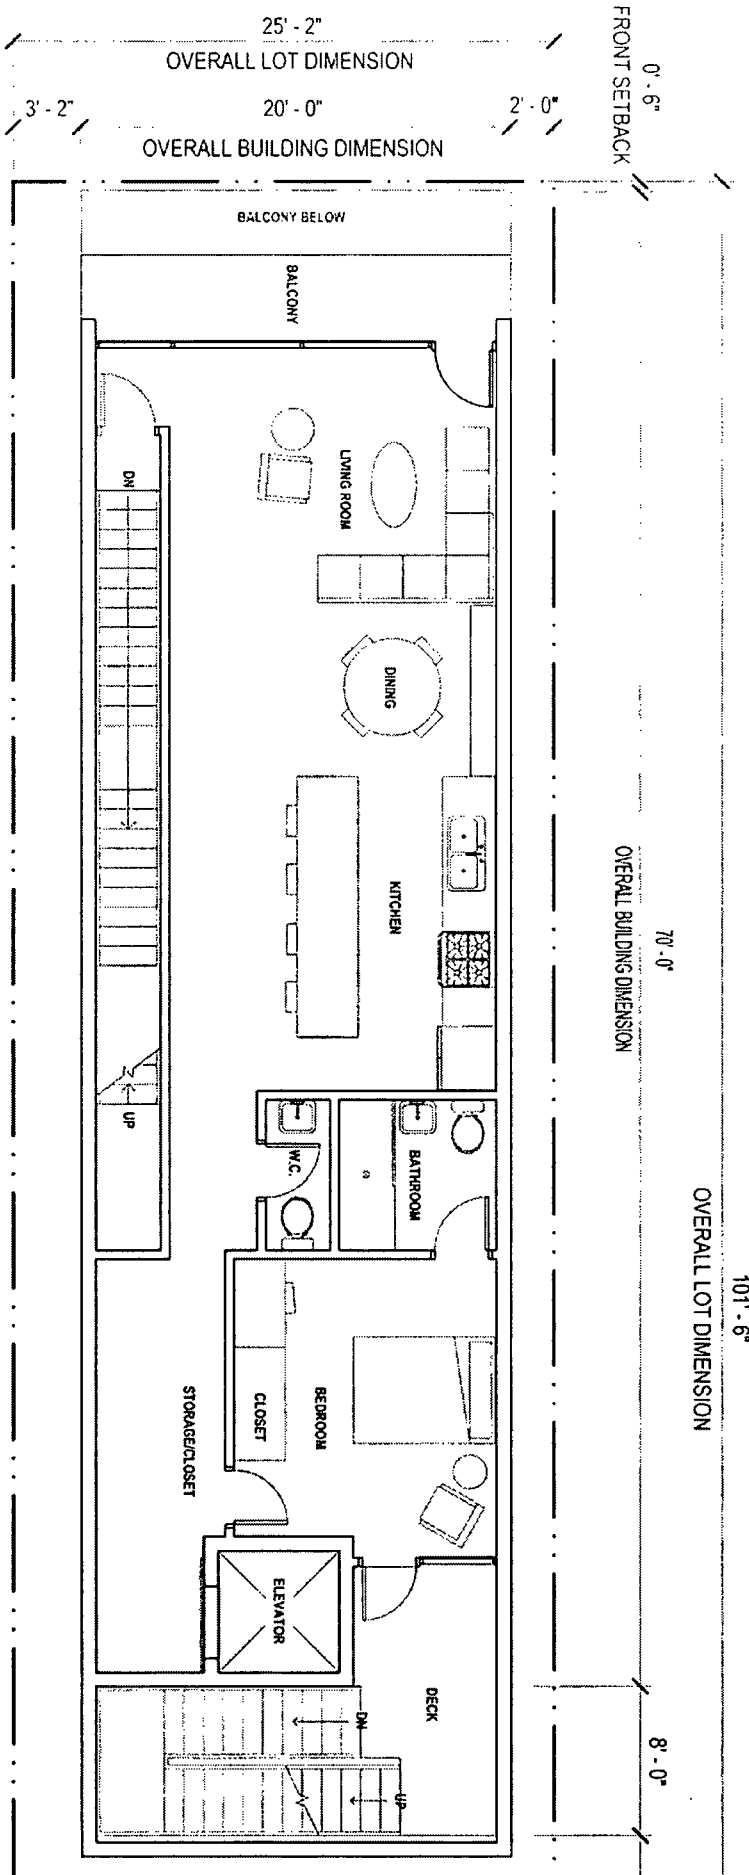 25' - 2"
OVERALL LOT DIMENSION
3' - 2"
20' - 0"
2' - 0"
OVERALL BUILDING DIMENSION
0' - 6"
FRONT SETBACK
BALCONY BELOW
BALCONY
LIVING ROOM
DN
DINING
KITCHEN
OVERALL BUILDING DIMENSION
70' - 0"
UP
W.C.
BATHROOM
101' - 6"
OVERALL LOT DIMENSION
BEDROOM
CLOSET
STORAGE/CLOSET
ELEVATOR
DECK
DN
UP
8' - 0"